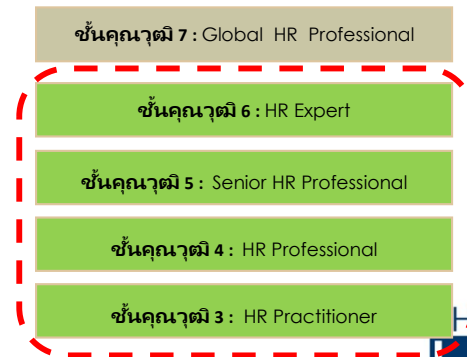 ชั้นคุณวุฒิ 7 : Global HR Professional
ชั้นคุณวุฒิ 6 : HR Expert
ชั้นคุณวุฒิ 5 : Senior HR Professional
ชั้นคุณวุฒิ 4 : HR Professional
ชั้นคุณวุฒิ 3 : HR Practitioner